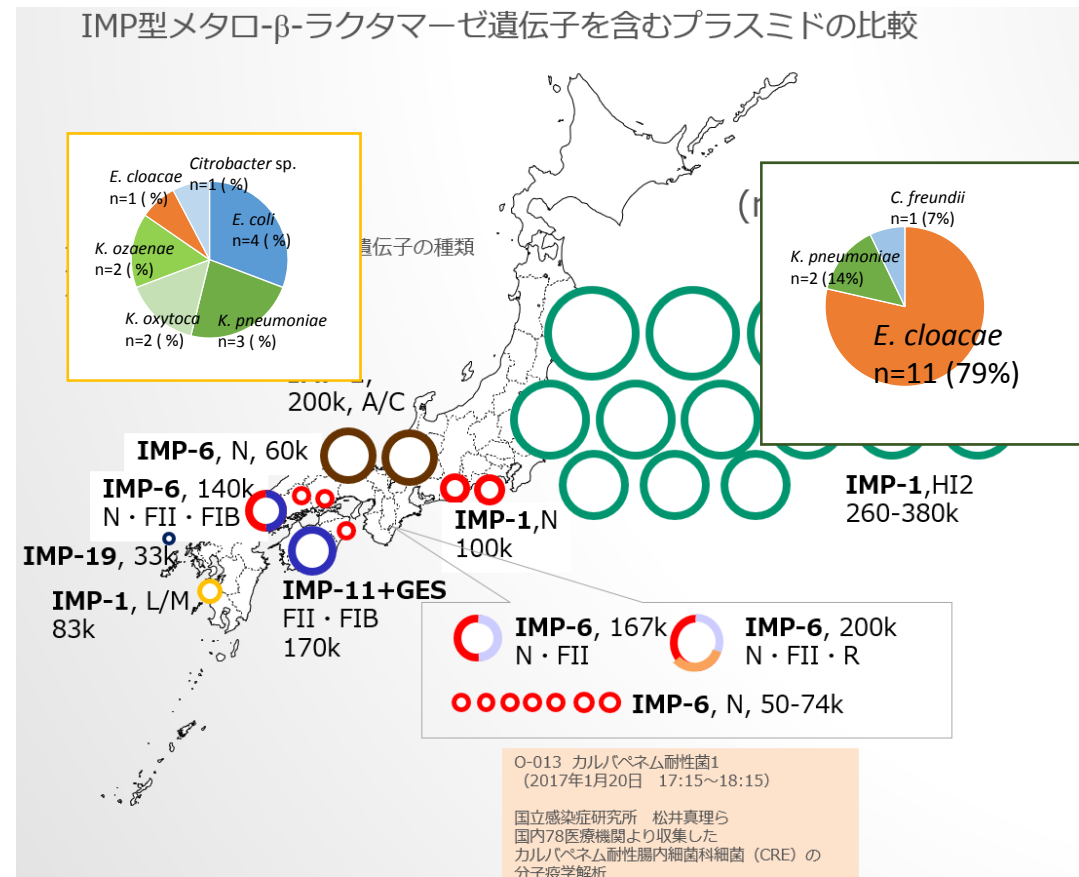 IMP型メタロ-β-ラクタマーゼ遺伝子を含むプラスミドの比較
Citrobacter sp.
n=1 ( %)
E. cloacae
n=1 ( %)
E. coli
n=4 ( %)
K. ozaenae
n=2 ( %)
K. oxytoca
n=2 ( %)
K. pneumoniae
n=3 ( %)
遺伝子の種類
C. freundii
n=1 (7%)
K. pneumoniae
n=2 (14%)
E. cloacae
n=11 (79%)
200k, A/C
IMP-6, N, 60k
IMP-6, 140k
N・FII・FIB
IMP-19, 33k
IMP-1, L/M,
83k
IMP-11+GES
FII・FIB
170k
IMP-1,N
100k
IMP-1,HI2
260-380k
IMP-6, 167k
N・FII
IMP-6, 200k
N・FII・R
IMP-6, N, 50-74k
O-013 カルバペネム耐性菌1
（2017年1月20日 17:15～18:15）
国立感染症研究所 松井真理ら
国内78医療機関より収集した
カルバペネム耐性腸内細菌科細菌（CRE）の
分子疫学解析